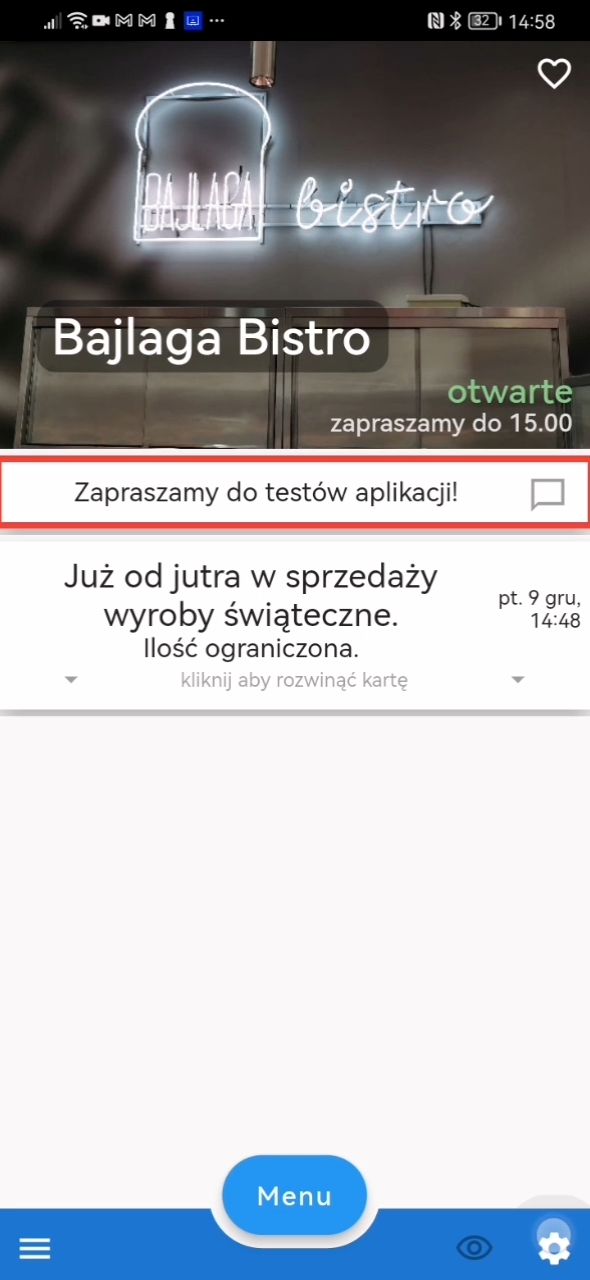 32 14:58
BAJLAGA bistro
Bajlaga Bistro
otwarte
zapraszamy do 15.00
Zapraszamy do testów aplikacji!
Już od jutra w sprzedaży
wyroby świąteczne.
Ilość ograniczona.
pt. 9 gru,
14:48
kliknij aby rozwinąć kartę
Menu